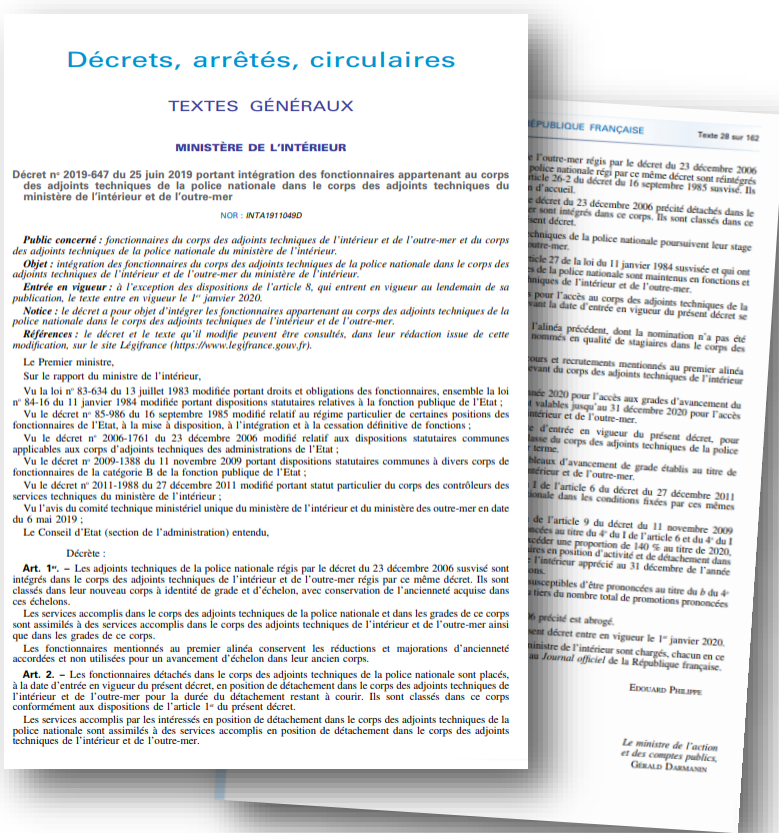 Décrets, arrêtés, circulaires
TEXTES GÉNÉRAUX
MINISTÈRE DE L'INTÉRIEUR
Décret nº 2019-647 du 25 juin 2019 portant intégration des fonctionnaires appartenant au corps
des adjoints techniques de la police nationale dans le corps des adjoints techniques du
ministère de l'intérieur et de l'outre-mer
NOR : INTA1911049D
Public concerné : fonctionnaires du corps des adjoints techniques de l'intérieur et de l'outre-mer et du corps
des adjoints techniques de la police nationale du ministère de l'intérieur.
Objet : intégration des fonctionnaires du corps des adjoints techniques de la police nationale dans le corps des
adjoints techniques de l'intérieur et de l'outre-mer du ministère de l'intérieur.
Entrée en vigueur : à l'exception des dispositions de l'article 8, qui entrent en vigueur au lendemain de sa
publication, le texte entre en vigueur le 1er janvier 2020.
Notice : le décret a pour objet d'intégrer les fonctionnaires appartenant au corps des adjoints techniques de la
police nationale dans le corps des adjoints techniques de l'intérieur et de l'outre-mer.
Références : le décret et le texte qu'il modifie peuvent être consultés, dans leur rédaction issue de cette
modification, sur le site Légifrance (https://www.legifrance.gouv.fr).
Le Premier ministre,
Sur le rapport du ministre de l'intérieur,
Vu la loi nº 83-634 du 13 juillet 1983 modifiée portant droits et obligations des fonctionnaires, ensemble la loi
nº 84-16 du 11 janvier 1984 modifiée portant dispositions statutaires relatives à la fonction publique de l'Etat ;
Vu le décret nº 85-986 du 16 septembre 1985 modifié relatif au régime particulier de certaines positions des
fonctionnaires de l'Etat, à la mise à disposition, à l'intégration et à la cessation définitive de fonctions ;
Vu le décret nº 2006-1761 du 23 décembre 2006 modifié relatif aux dispositions statutaires communes
applicables aux corps d'adjoints techniques des administrations de l'Etat ;
Vu le décret nº 2009-1388 du 11 novembre 2009 portant dispositions statutaires communes à divers corps de
fonctionnaires de la catégorie B de la fonction publique de l'Etat ;
Vu le décret nº 2011-1988 du 27 décembre 2011 modifié portant statut particulier du corps des contrôleurs des
services techniques du ministère de l'intérieur ;
Vu l'avis du comité technique ministériel unique du ministère de l'intérieur et du ministère des outre-mer en date
du 6 mai 2019 ;
Le Conseil d'Etat (section de l'administration) entendu,
Décrète :
Art. 1er. – Les adjoints techniques de la police nationale régis par le décret du 23 décembre 2006 susvisé sont
intégrés dans le corps des adjoints techniques de l'intérieur et de l'outre-mer régis par ce même décret. Ils sont
classés dans leur nouveau corps à identité de grade et d'échelon, avec conservation de l'ancienneté acquise dans
ces échelons.
Les services accomplis dans le corps des adjoints techniques de la police nationale et dans les grades de ce corps
sont assimilés à des services accomplis dans le corps des adjoints techniques de l'intérieur et de l'outre-mer ainsi
que dans les grades de ce corps.
Les fonctionnaires mentionnés au premier alinéa conservent les réductions et majorations d'ancienneté
accordées et non utilisées pour un avancement d'échelon dans leur ancien corps.
Art. 2. – Les fonctionnaires détachés dans le corps des adjoints techniques de la police nationale sont placés,
à la date d'entrée en vigueur du présent décret, en position de détachement dans le corps des adjoints techniques de
l'intérieur et de l'outre-mer pour la durée du détachement restant à courir. Ils sont classés dans ce corps
conformément aux dispositions de l'article 1er du présent décret.
Les services accomplis par les intéressés en position de détachement dans le corps des adjoints techniques de la
police nationale sont assimilés à des services accomplis en position de détachement dans le corps des adjoints
techniques de l'intérieur et de l'outre-mer.
RÉPUBLIQUE FRANÇAISE Texte 28 sur 162
l'outre-mer régis par le décret du 23 décembre 2006
police nationale régi par ce même décret sont réintégrés
article 26-2 du décret du 16 septembre 1985 susvisé. Ils
d'accueil.
décret du 23 décembre 2006 précité détachés dans le
sont intégrés dans ce corps. Ils sont classés dans ce
décret.
techniques de la police nationale poursuivent leur stage
outre-mer.
article 27 de la loi du 11 janvier 1984 susvisée et qui ont
de la police nationale sont maintenus en fonctions et
techniques de l'intérieur et de l'outre-mer.
pour l'accès au corps des adjoints techniques de la
avant la date d'entrée en vigueur du présent décret se
l'alinéa précédent, dont la nomination n'a pas été
nommés en qualité de stagiaires dans le corps des
et recrutements mentionnés au premier alinéa
du corps des adjoints techniques de l'intérieur
année 2020 pour l'accès aux grades d'avancement du
valables jusqu'au 31 décembre 2020 pour l'accès
intérieur et de l'outre-mer.
d'entrée en vigueur du présent décret, pour
classe du corps des adjoints techniques de la police
terme.
tableaux d'avancement de grade établis au titre de
intérieur et de l'outre-mer.
I de l'article 6 du décret du 27 décembre 2011
dans les conditions fixées par ces mêmes
de l'article 9 du décret du 11 novembre 2009
au titre du 4º du I de l'article 6 et du 4º du I
excéder une proportion de 140 % au titre de 2020,
en position d'activité et de détachement dans
l'intérieur apprécié au 31 décembre de l'année
susceptibles d'être prononcées au titre du b du 4º
tiers du nombre total de promotions prononcées
précité est abrogé.
décret entre en vigueur le 1er janvier 2020.
ministre de l'intérieur sont chargés, chacun en ce
au Journal officiel de la République française.
EDOUARD PHILIPPE
Le ministre de l'action
et des comptes publics,
GÉRALD DARMANIN